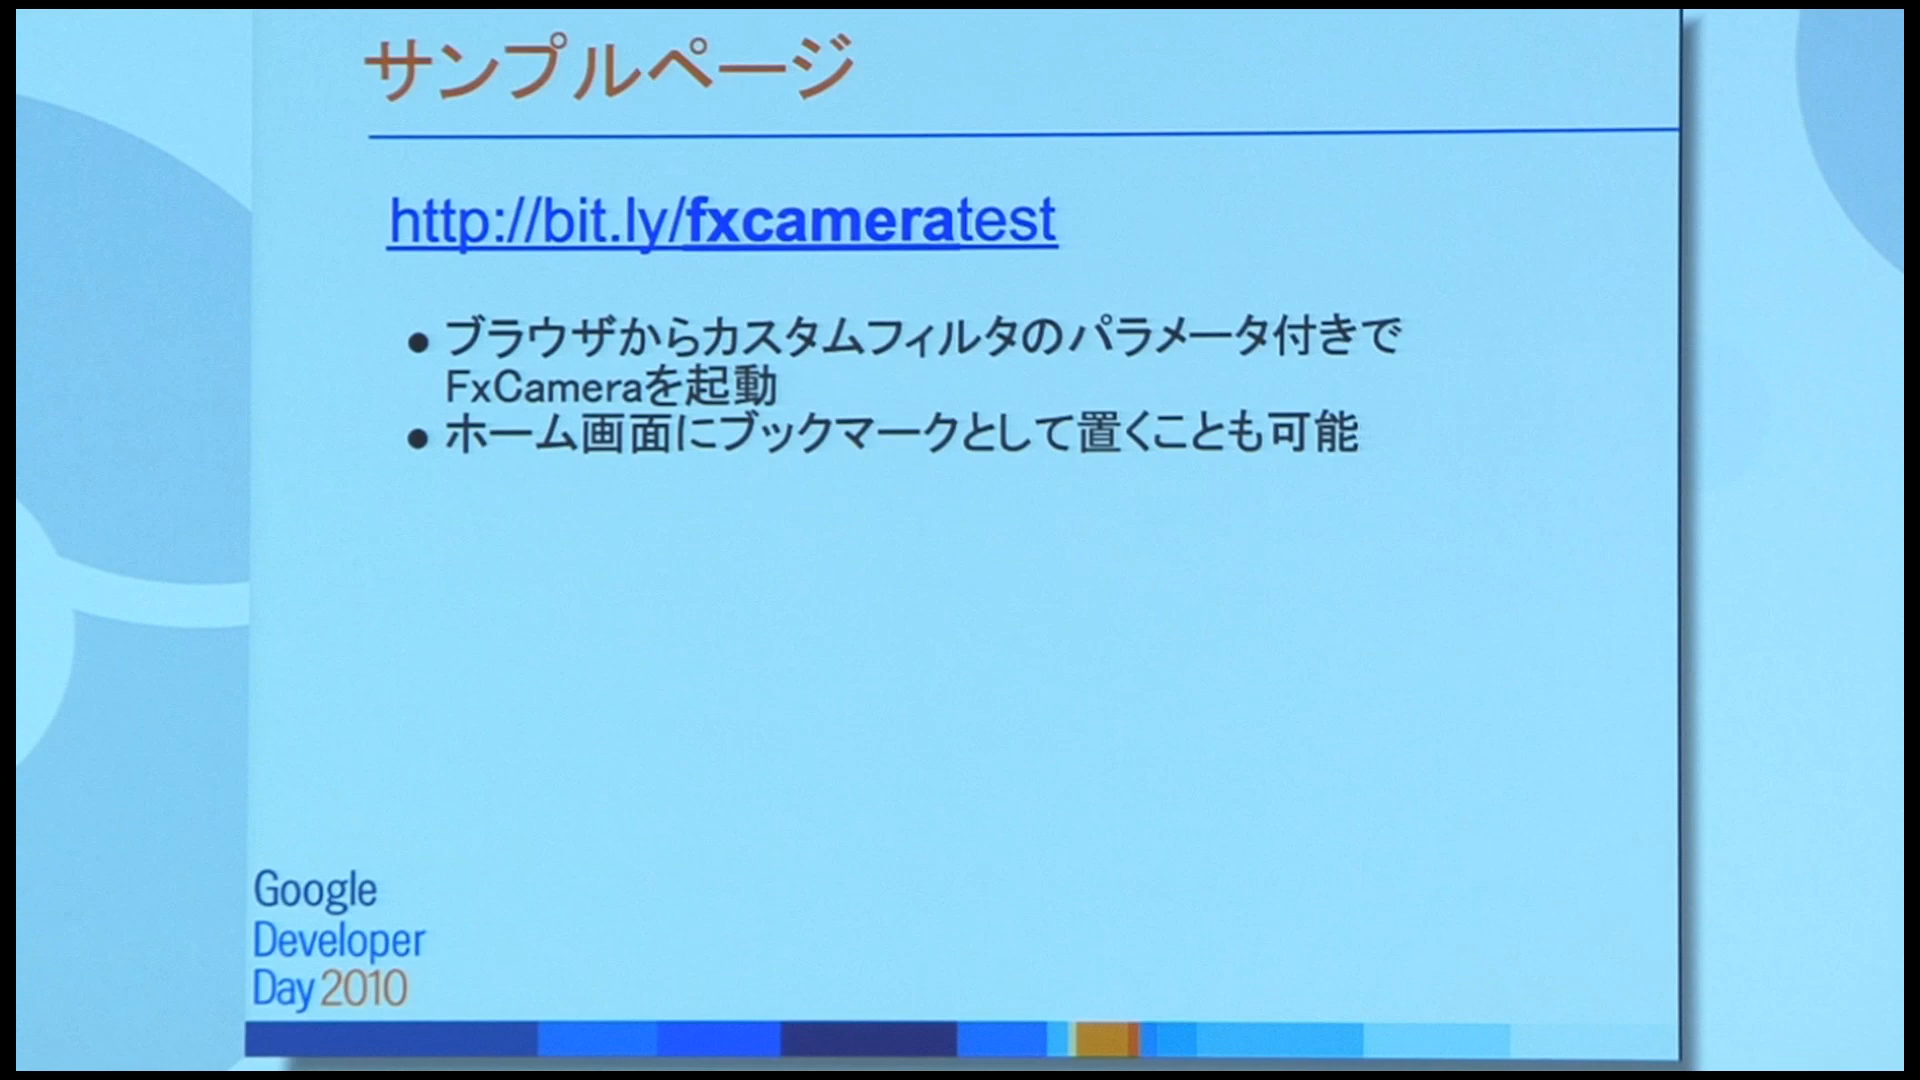 サンプルページ
http://bit.ly/fxcameratest
● ブラウザからカスタムフィルタのパラメータ付きで
FxCameraを起動
● ホーム画面にブックマークとして置くことも可能
Google
Developer
Day 2010